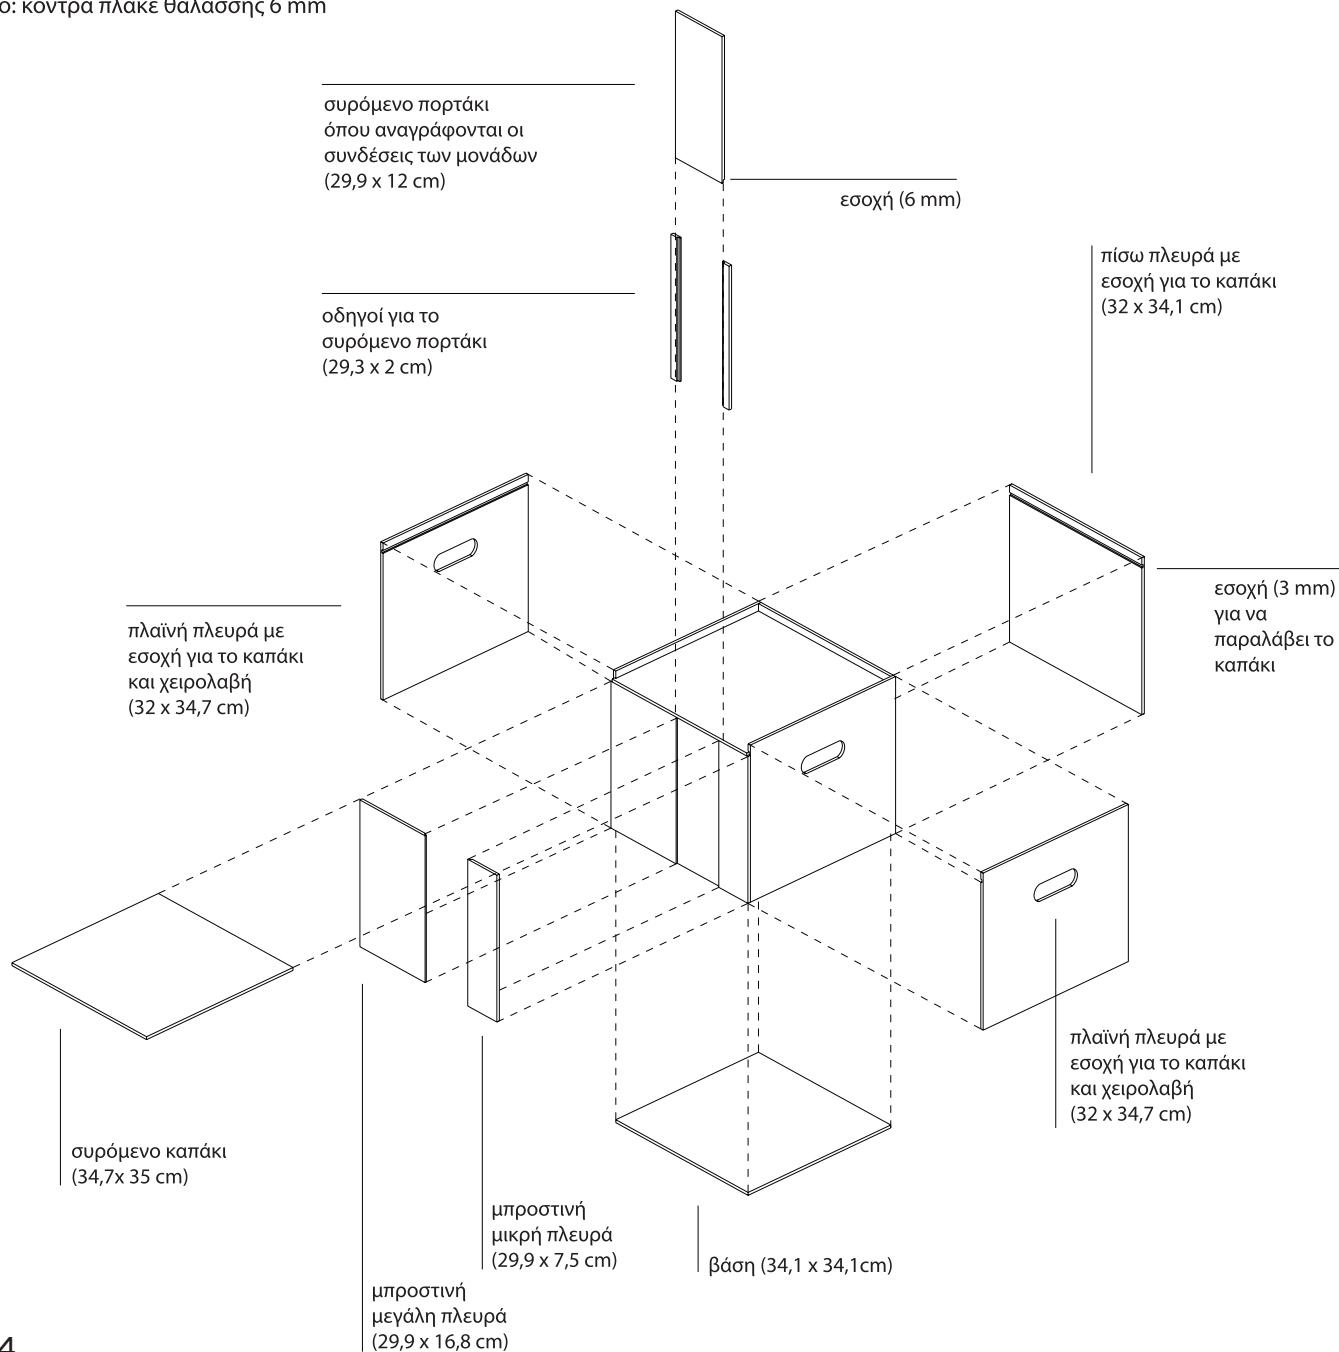 ο: κόντρα πλακέ θαλάσσης 6 mm
συρόμενο πορτάκι
όπου αναγράφονται οι
συνδέσεις των μονάδων
(29,9 x 12 cm)
εσοχή (6 mm)
πίσω πλευρά με
εσοχή για το καπάκι
(32 x 34,1 cm)
οδηγοί για το
συρόμενο πορτάκι
(29,3 x 2 cm)
εσοχή (3 mm)
για να
παραλάβει το
καπάκι
πλαϊνή πλευρά με
εσοχή για το καπάκι
και χειρολαβή
(32 x 34,7 cm)
πλαϊνή πλευρά με
εσοχή για το καπάκι
και χειρολαβή
(32 x 34,7 cm)
συρόμενο καπάκι
(34,7x 35 cm)
μπροστινή
μικρή πλευρά
(29,9 x 7,5 cm)
βάση (34,1 x 34,1cm)
μπροστινή
μεγάλη πλευρά
(29,9 x 16,8 cm)
4